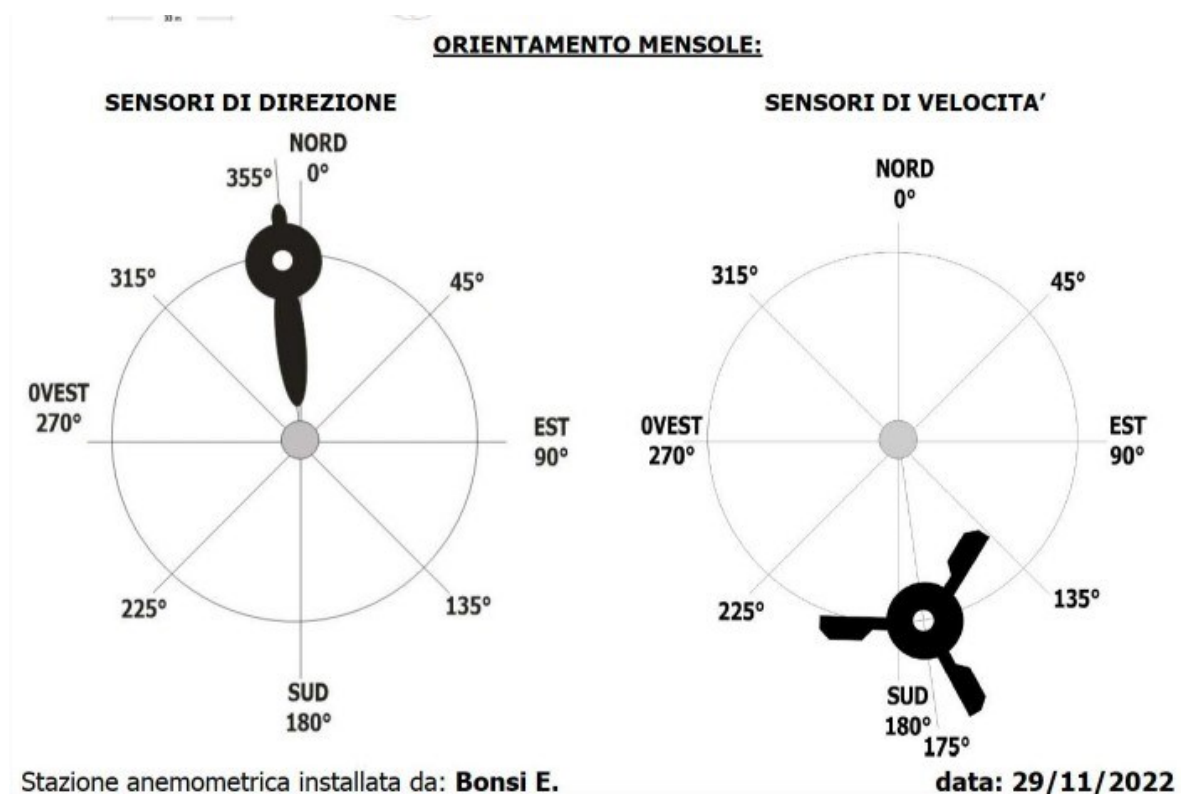 33 m
ORIENTAMENTO MENSOLE:
SENSORI DI DIREZIONE
NORD
0°
355°
315°
45°
0VEST
270°
EST
90°
225°
135°
SUD
180°
SENSORI DI VELOCITA’
NORD
0°
315°
45°
0VEST
270°
EST
90°
225°
135°
SUD
180°
175°
Stazione anemometrica installata da: Bonsi E.
data: 29/11/2022